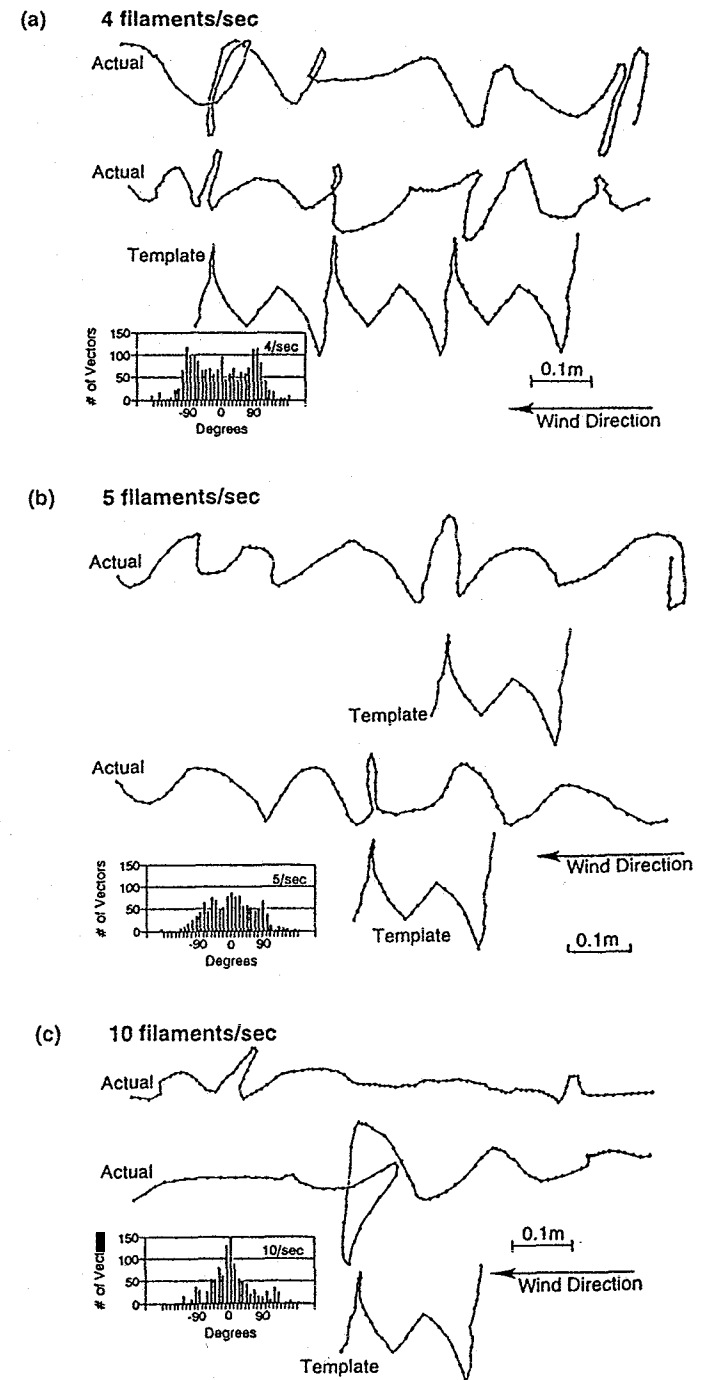 (a) 4 filaments/sec
Actual
Actual
Template
150
100
50
0
# of Vectors
4/sec
-90 0 90
Degrees
0.1m
Wind Direction
(b) 5 filaments/sec
Actual
Template
Actual
150
100
50
0
# of Vectors
5/sec
-90 0 90
Degrees
Template
Wind Direction
0.1m
(c) 10 filaments/sec
Actual
Actual
150
100
50
0
# of Vect
10/sec
-90 0 90
Degrees
0.1m
Wind Direction
Template